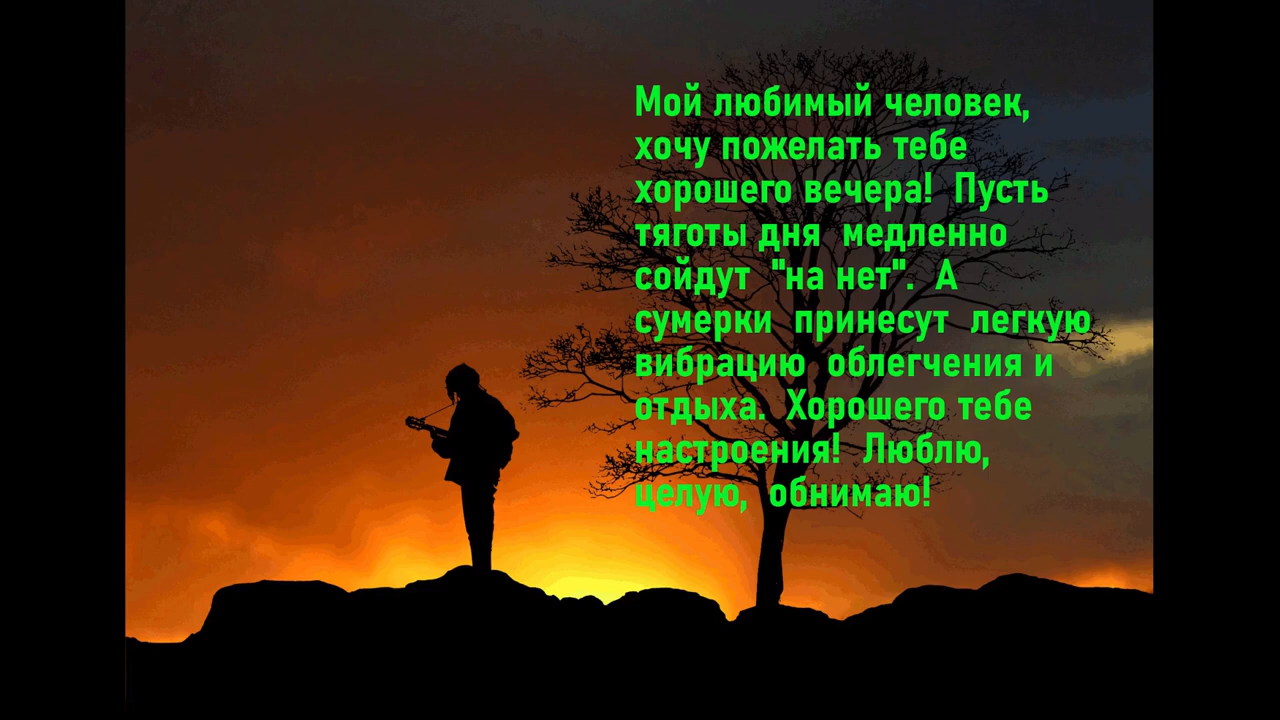 Мой любимый человек,
хочу пожелать тебе
хорошего вечера!  Пусть
тяготы дня  медленно
сойдут  "на нет".  А
сумерки  принесут  легкую
вибрацию  облегчения и
отдыха.  Хорошего тебе
настроения!  Люблю,
целую,  обнимаю!